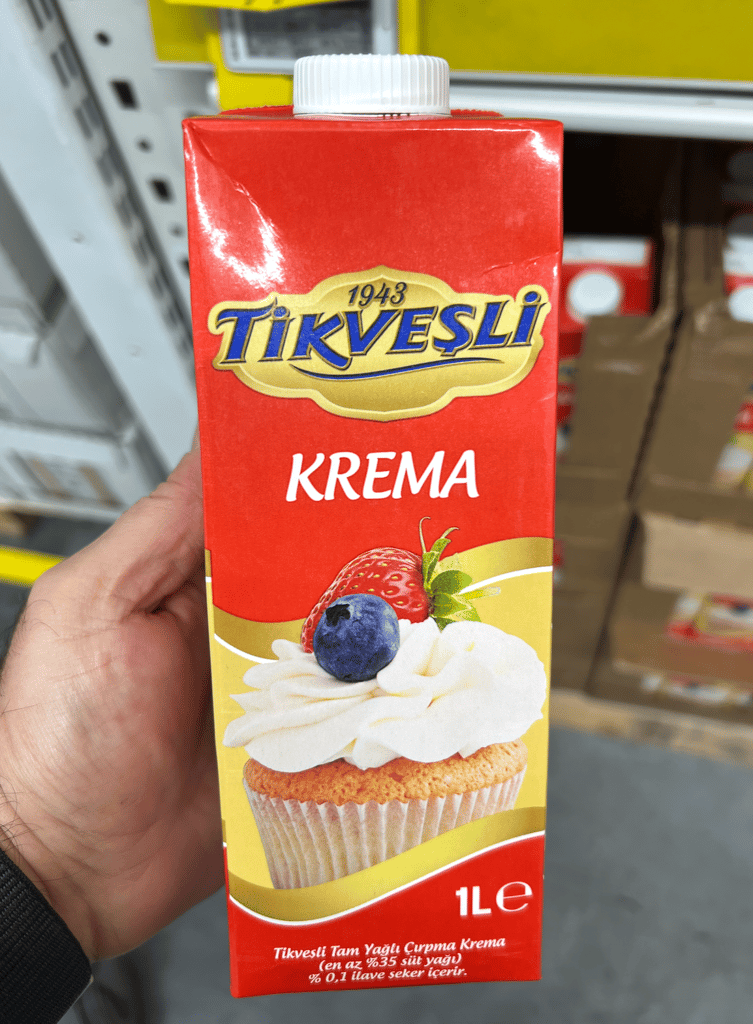 1943
TİKVEŞLİ
KREMA
1L e
Tikveşli Tam Yağlı Çırpma Krema
(en az %35 süt yağı)
% 0,1 ilave şeker içerir.